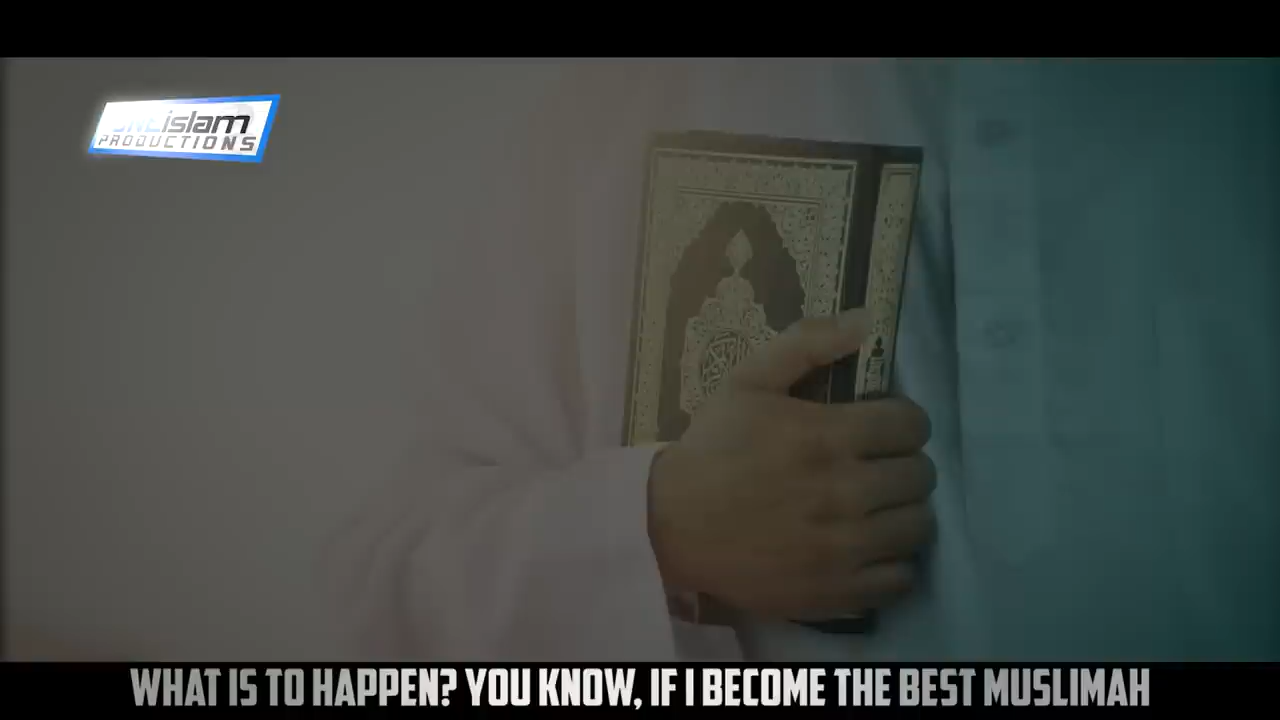 islam
PRODUCTIONS
WHAT IS TO HAPPEN? YOU KNOW, IF I BECOME THE BEST MUSLIMAH